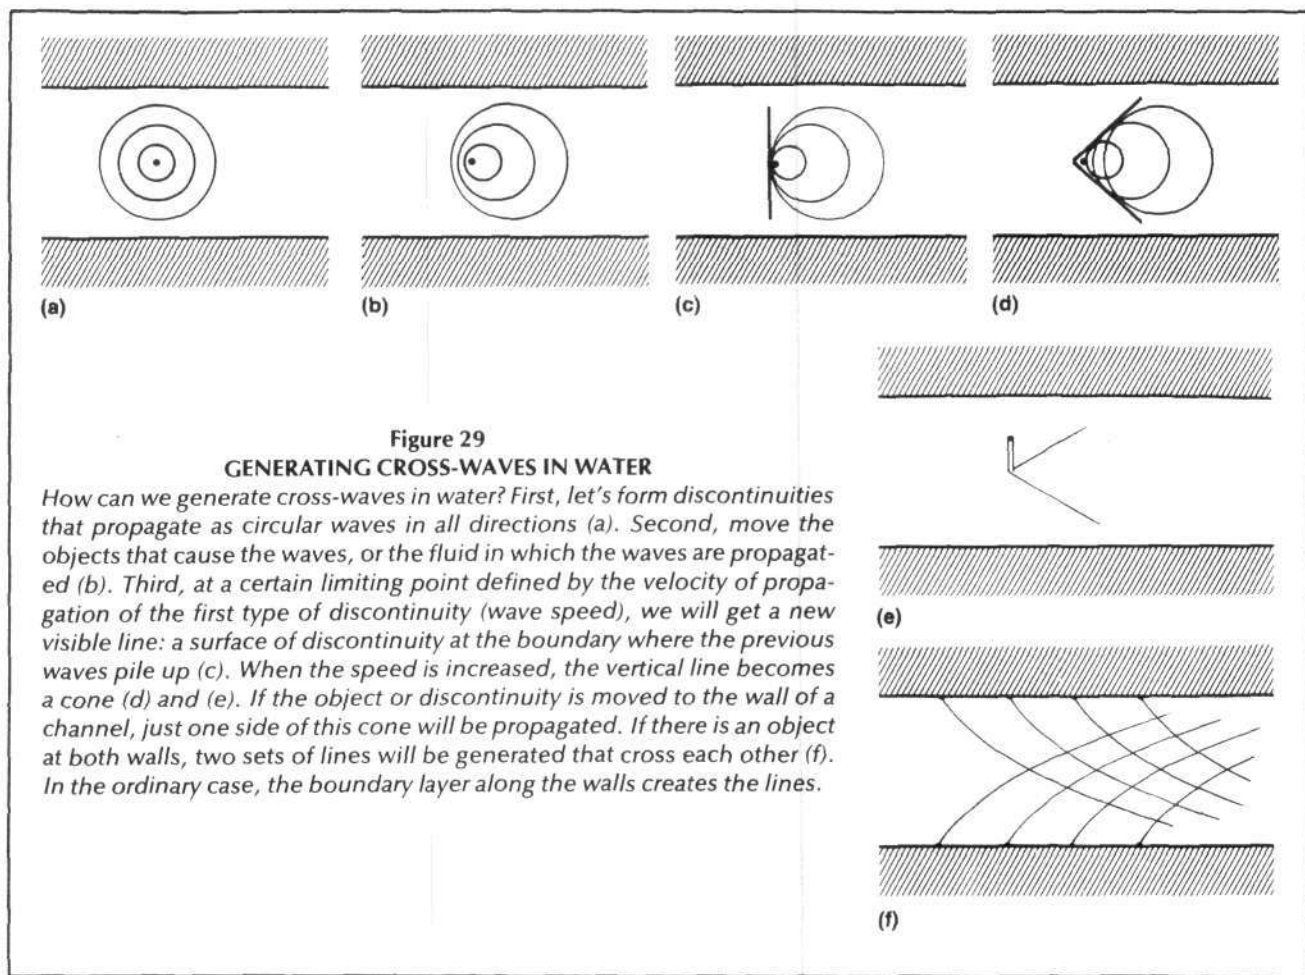 (a)
(b)
(c)
(d)
(e)
Figure 29
GENERATING CROSS-WAVES IN WATER
How can we generate cross-waves in water? First, let's form discontinuities
that propagate as circular waves in all directions (a). Second, move the
objects that cause the waves, or the fluid in which the waves are propagat-
ed (b). Third, at a certain limiting point defined by the velocity of propa-
gation of the first type of discontinuity (wave speed), we will get a new
visible line: a surface of discontinuity at the boundary where the previous
waves pile up (c). When the speed is increased, the vertical line becomes
a cone (d) and (e). If the object or discontinuity is moved to the wall of a
channel, just one side of this cone will be propagated. If there is an object
at both walls, two sets of lines will be generated that cross each other (f).
In the ordinary case, the boundary layer along the walls creates the lines.
(f)